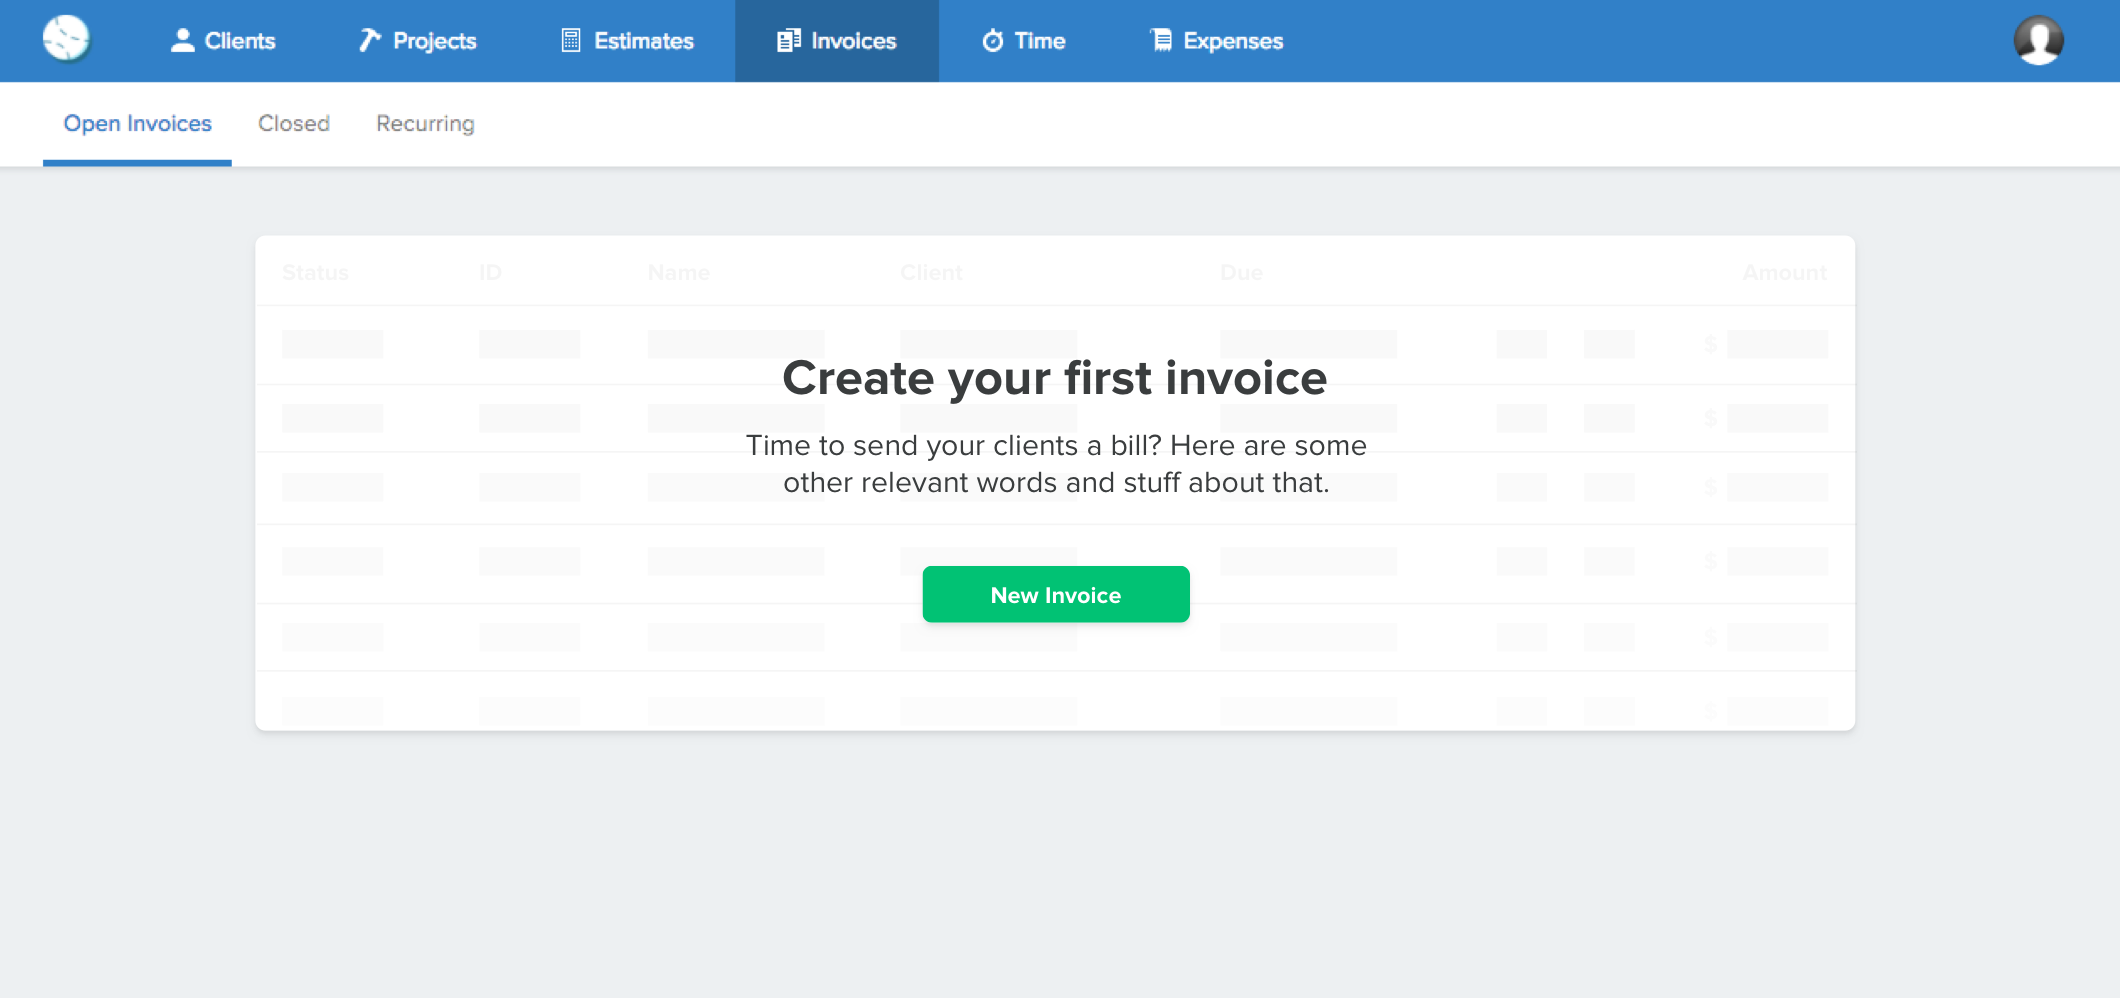 Clients
Projects
Estimates
Invoices
Time
Expenses
Open Invoices
Closed
Recurring
Status
ID
Name
Client
Due
Amount
$
Create your first invoice
$
Time to send your clients a bill? Here are some
other relevant words and stuff about that.
$
$
New Invoice
$
$